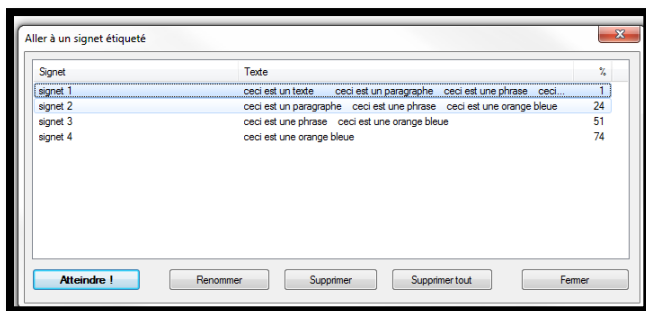 Aller à un signet étiqueté
Signet Texte %
signet 1 ceci est un texte ceci est un paragraphe ceci est une phrase ceci... 1
signet 2 ceci est un paragraphe ceci est une phrase ceci est une orange bleue 24
signet 3 ceci est une phrase ceci est une orange bleue 51
signet 4 ceci est une orange bleue 74
Atteindre ! Renommer Supprimer Supprimer tout Fermer